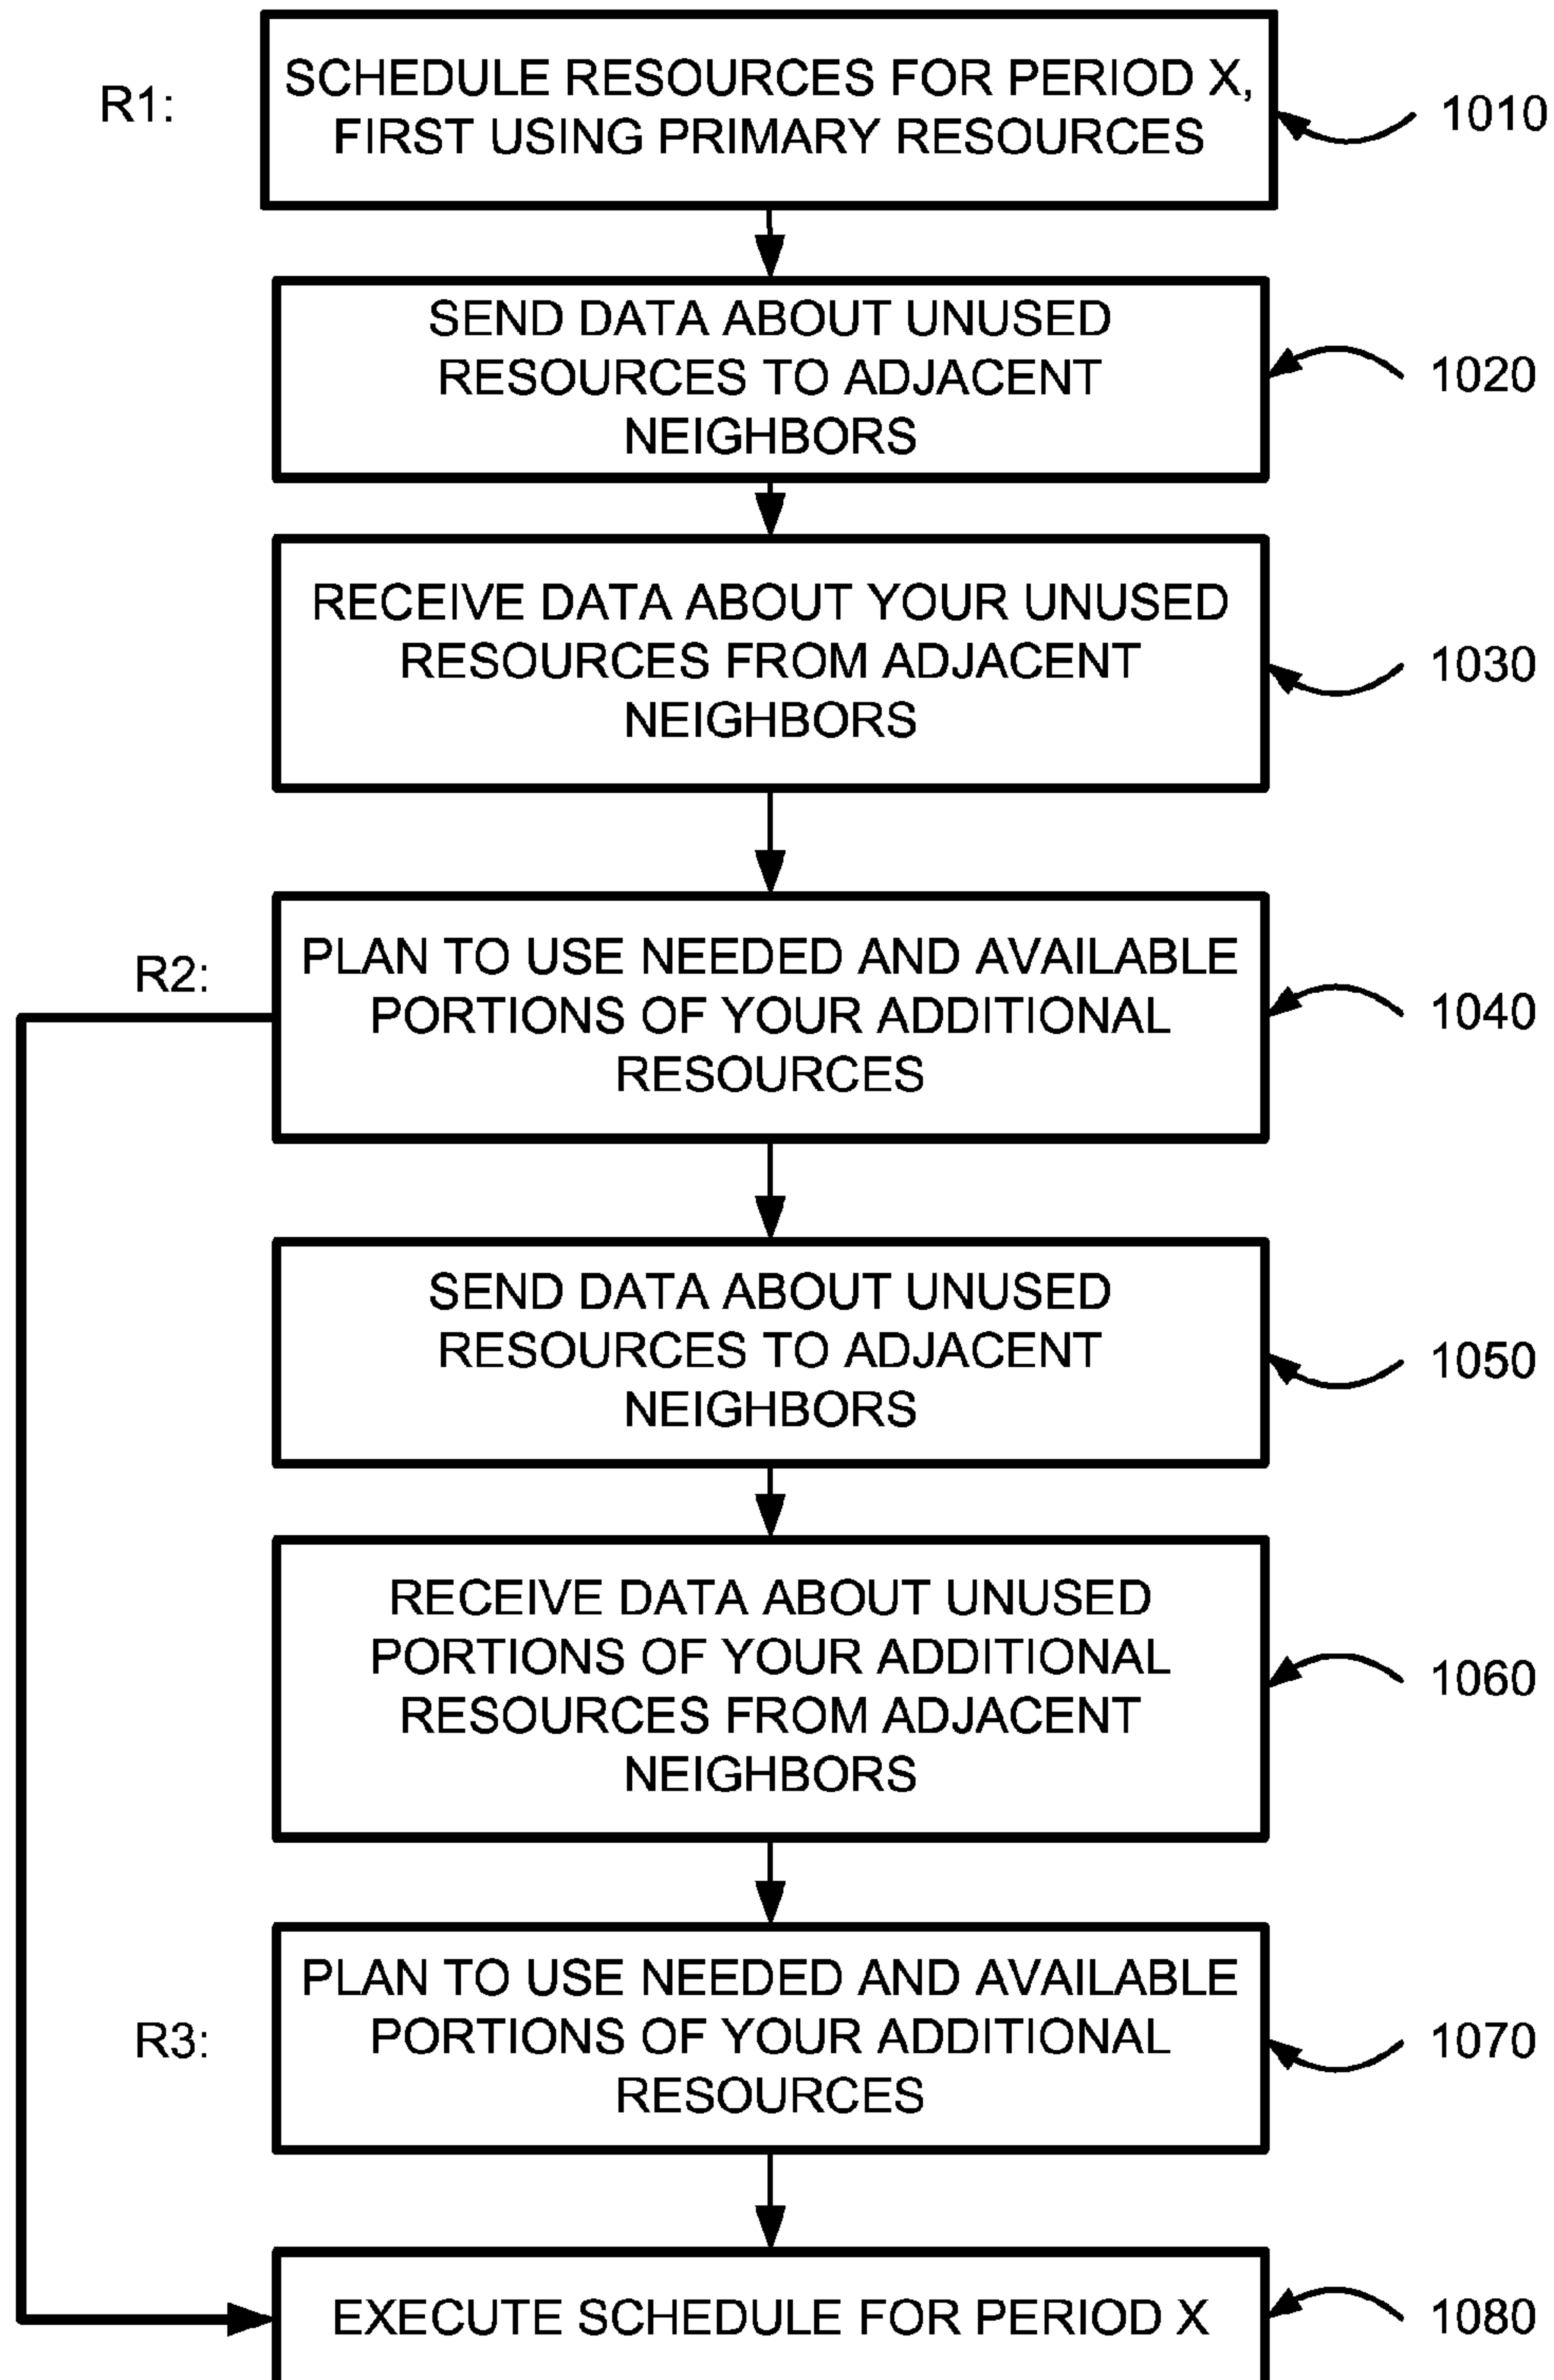 R1:
SCHEDULE RESOURCES FOR PERIOD X,
FIRST USING PRIMARY RESOURCES
1010
SEND DATA ABOUT UNUSED
RESOURCES TO ADJACENT
NEIGHBORS
1020
RECEIVE DATA ABOUT YOUR UNUSED
RESOURCES FROM ADJACENT
NEIGHBORS
1030
R2:
PLAN TO USE NEEDED AND AVAILABLE
PORTIONS OF YOUR ADDITIONAL
RESOURCES
1040
SEND DATA ABOUT UNUSED
RESOURCES TO ADJACENT
NEIGHBORS
1050
RECEIVE DATA ABOUT UNUSED
PORTIONS OF YOUR ADDITIONAL
RESOURCES FROM ADJACENT
NEIGHBORS
1060
R3:
PLAN TO USE NEEDED AND AVAILABLE
PORTIONS OF YOUR ADDITIONAL
RESOURCES
1070
EXECUTE SCHEDULE FOR PERIOD X
1080